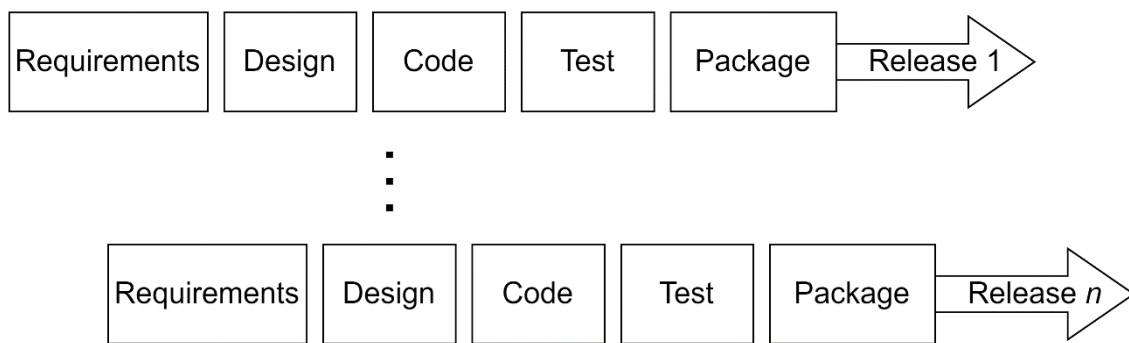 Requirements Design Code Test Package Release 1
Requirements Design Code Test Package Release n